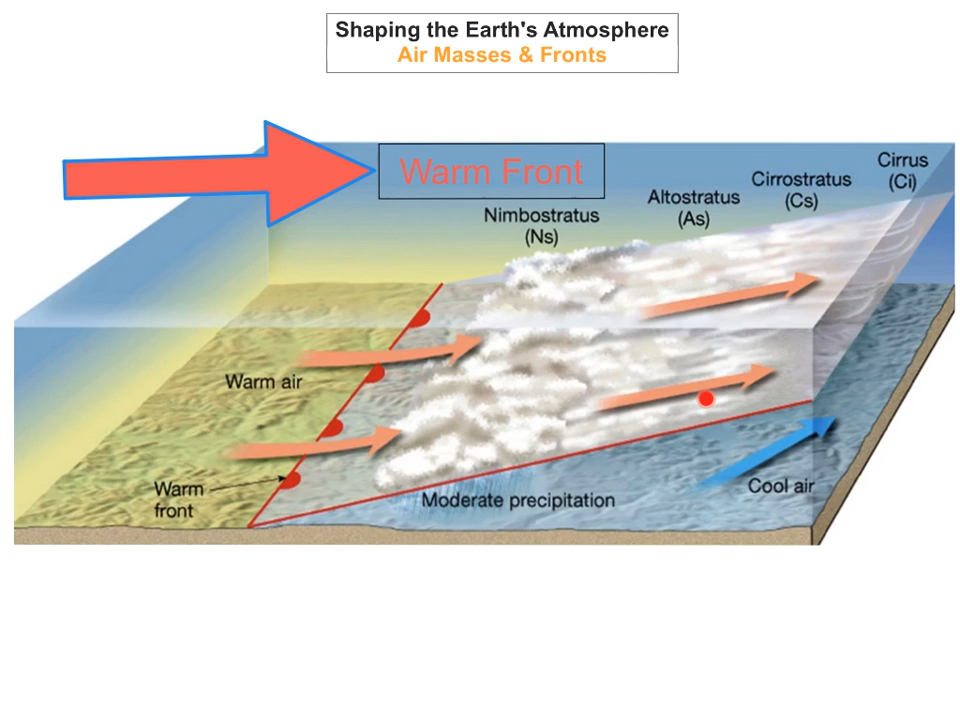 Shaping the Earth's Atmosphere
Air Masses & Fronts
Warm Front
Cirrus
(Ci)
Cirrostratus
(Cs)
Altostratus
(As)
Nimbostratus
(Ns)
Warm air
Warm
front
Moderate precipitation
Cool air